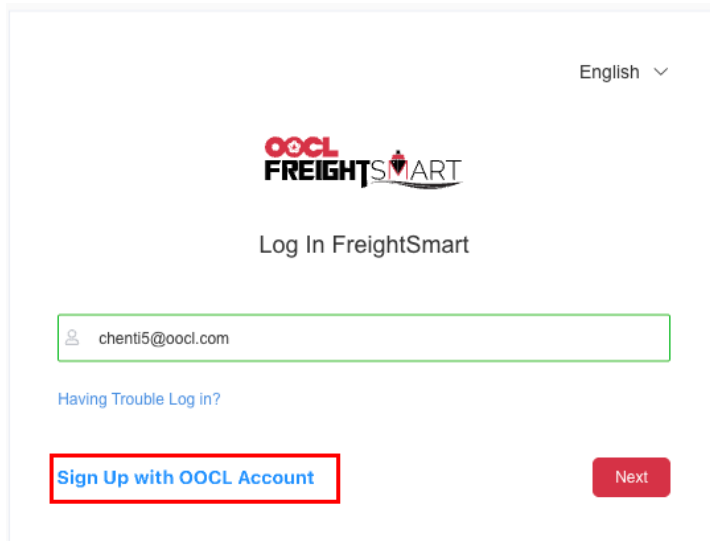 English
OOCL
FREIGHTSMART
Log In FreightSmart
chenti5@oocl.com
Having Trouble Log in?
Sign Up with OOCL Account
Next